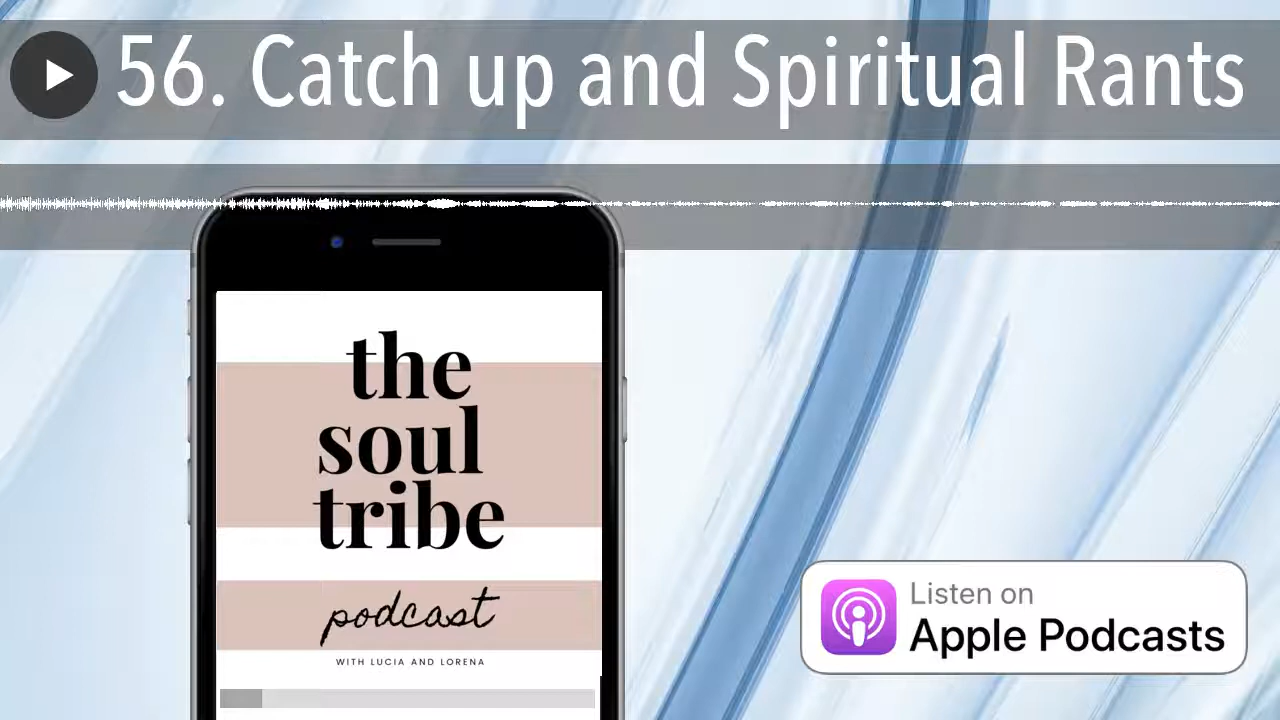 56. Catch up and Spiritual Rants
the
soul
tribe
podcast
WITH LUCIA AND LORENA
Listen on
Apple Podcasts